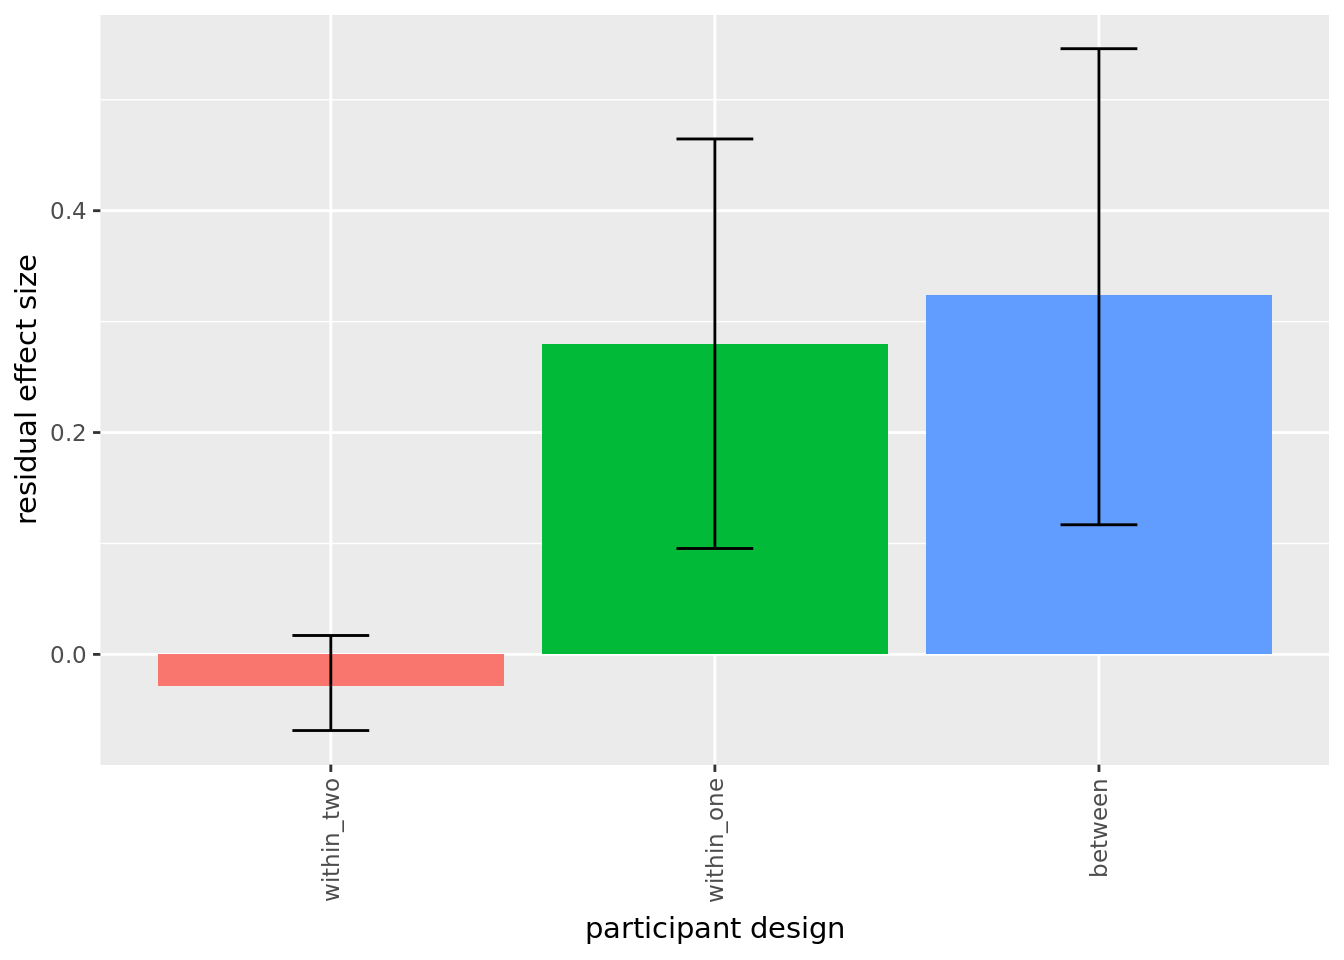 residual effect size
0.4
0.2
0.0
within_two
within_one
between
participant design